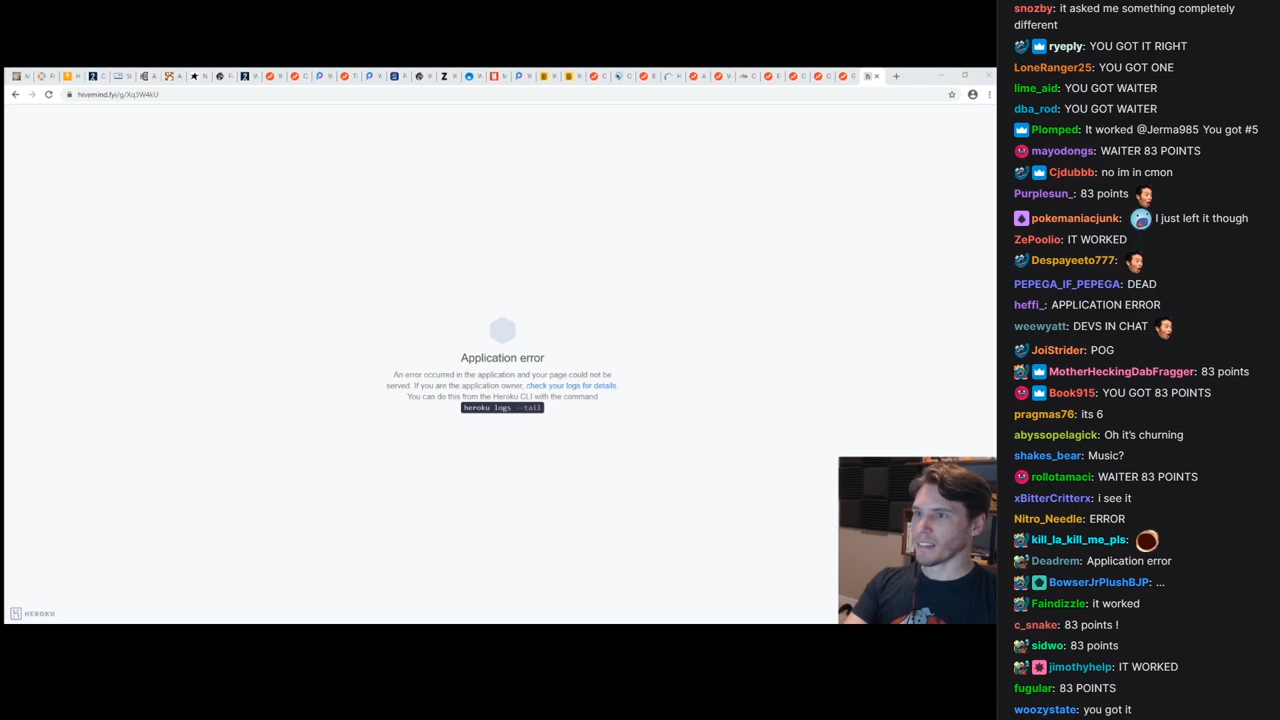 hivemind.fyi/g/Xq3W4kU
Application error
An error occurred in the application and your page could not be
served. If you are the application owner, check your logs for details.
You can do this from the Heroku CLI with the command
heroku logs --tail
HEROKU
snozby: it asked me something completely
different
ryeply: YOU GOT IT RIGHT
LoneRanger25: YOU GOT ONE
lime_aid: YOU GOT WAITER
dba_rod: YOU GOT WAITER
Plomped: It worked @Jerma985 You got #5
mayodongs: WAITER 83 POINTS
Cjdubbb: no im in cmon
Purplesun_: 83 points
pokemaniacjunk: I just left it though
ZePoolio: IT WORKED
Despayeeto777:
PEPEGA_IF_PEPEGA: DEAD
heffi_: APPLICATION ERROR
weewyatt: DEVS IN CHAT
JoiStrider: POG
MotherHeckingDabFragger: 83 points
Book915: YOU GOT 83 POINTS
pragmas76: its 6
abyssopelagick: Oh it's churning
shakes_bear: Music?
rollotamaci: WAITER 83 POINTS
xBitterCritterx: i see it
Nitro_Needle: ERROR
kill_la_kill_me_pls:
Deadrem: Application error
BowserJrPlushBJP: ...
Faindizzle: it worked
c_snake: 83 points !
sidwo: 83 points
jimothyhelp: IT WORKED
fugular: 83 POINTS
woozystate: you got it